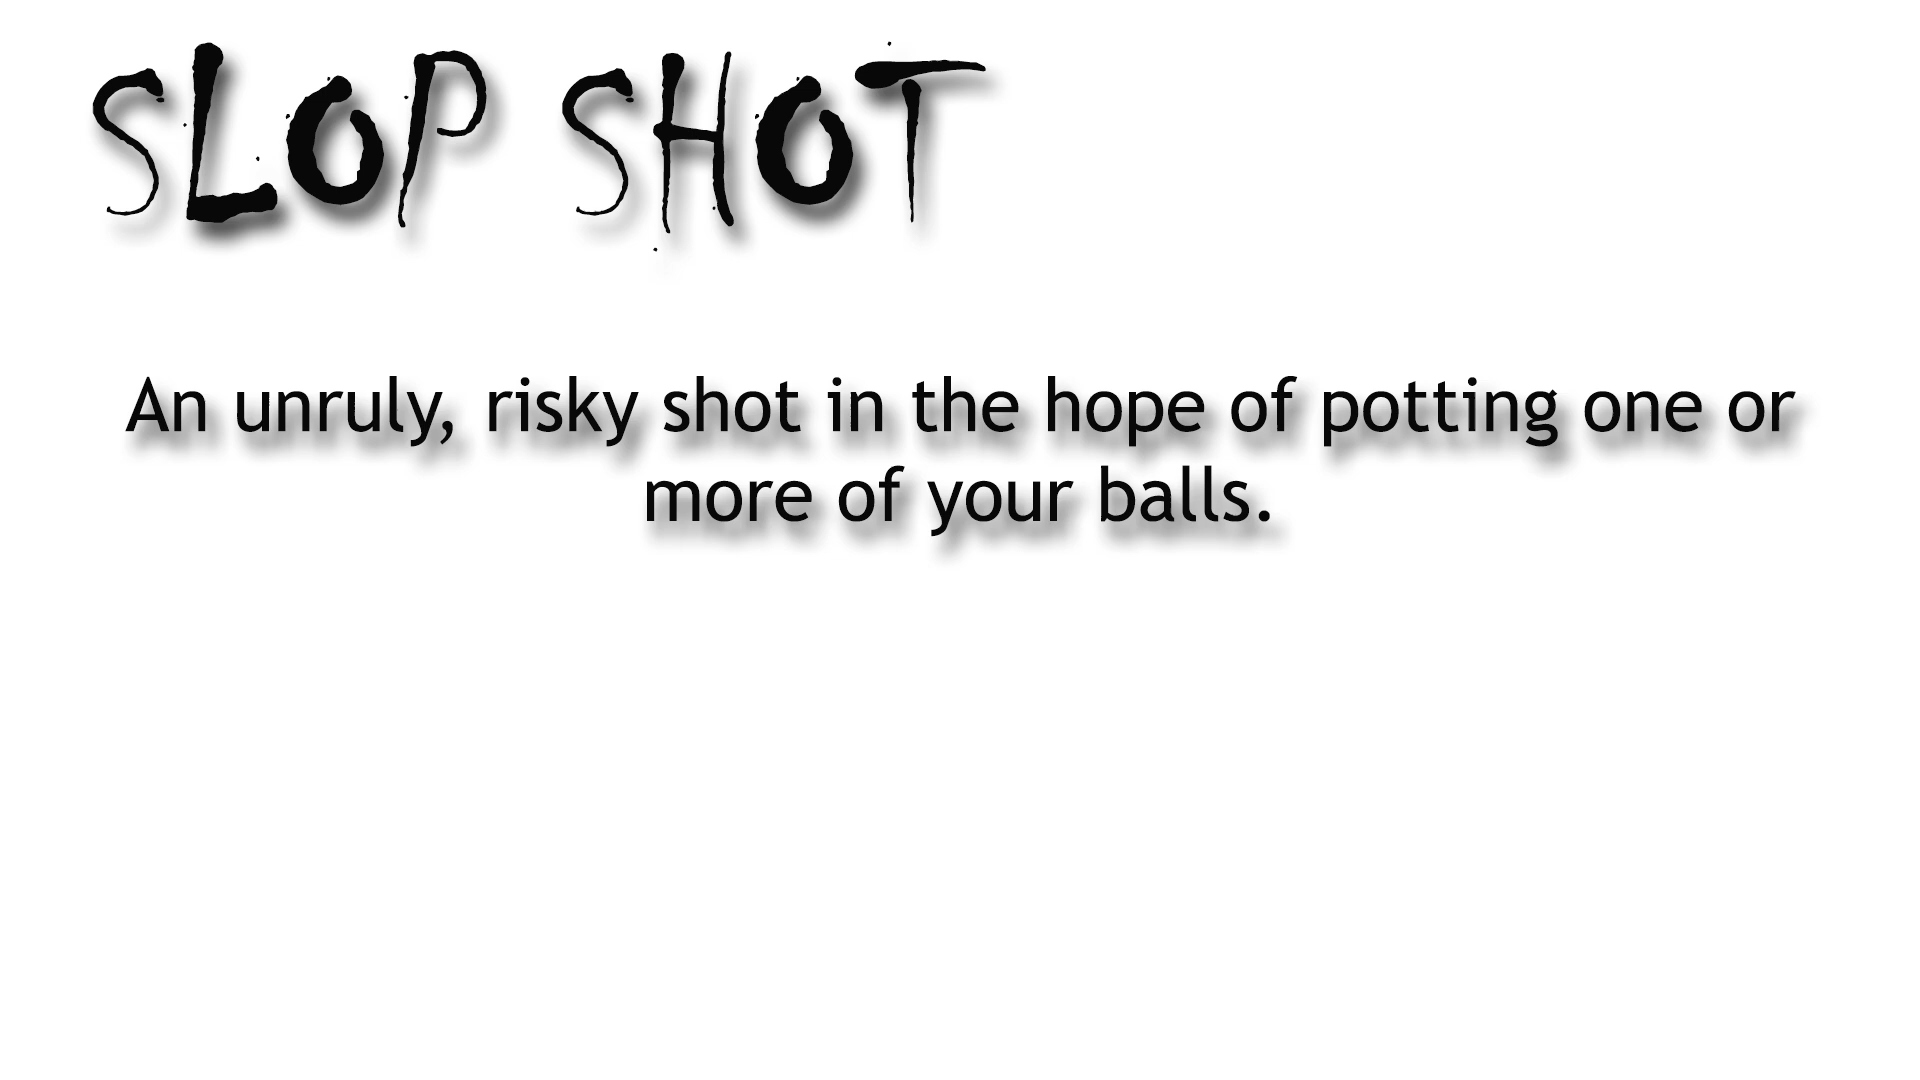 SLOP SHOT
An unruly, risky shot in the hope of potting one or
more of your balls.